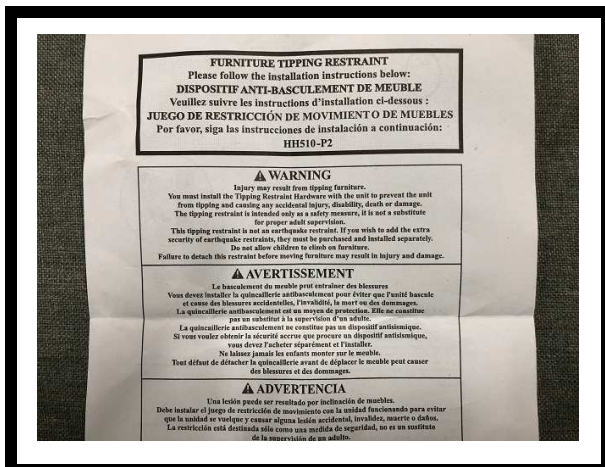 FURNITURE TIPPING RESTRAINT
Please follow the installation instructions below:
DISPOSITIF ANTI-BASCULEMENT DE MEUBLE
Veuillez suivre les instructions d'installation ci-dessous :
JUEGO DE RESTRICCIÓN DE MOVIMIENTO DE MUEBLES
Por favor, siga las instrucciones de instalación a continuación:
HH510-P2
⚠ WARNING
Injury may result from tipping furniture.
You must install the Tipping Restraint Hardware with the unit to prevent the unit
from tipping and causing any accidental injury, disability, death or damage.
The tipping restraint is intended only as a safety measure, it is not a substitute
for proper adult supervision.
This tipping restraint is not an earthquake restraint. If you wish to add the extra
security of earthquake restraints, they must be purchased and installed separately.
Do not allow children to climb on furniture.
Failure to detach this restraint before moving furniture may result in injury and damage.
⚠ AVERTISSEMENT
Le basculement du meuble peut entraîner des blessures
Vous devez installer la quincaillerie antibasculement pour éviter que l'unité bascule
et cause des blessures accidentelles, l'invalidité, la mort ou des dommages.
La quincaillerie antibasculement est un moyen de protection. Elle ne constitue
pas un substitut à la supervision d'un adulte.
La quincaillerie antibasculement ne constitue pas un dispositif antisismique.
Si vous voulez obtenir la sécurité accrue que procure un dispositif antisismique,
vous devez l'acheter séparément et l'installer.
Ne laissez jamais les enfants monter sur le meuble.
Tout défaut de détacher la quincaillerie avant de déplacer le meuble peut causer
des blessures et des dommages.
⚠ ADVERTENCIA
Una lesión puede ser resultado por inclinación de muebles.
Debe instalar el juego de restricción de movimiento con la unidad funcionando para evitar
que la unidad se vuelque y causar alguna lesión accidental, invalidez, muerte o daños.
La restricción está destinada sólo como una medida de seguridad, no es un sustituto
de la supervisión de un adulto.